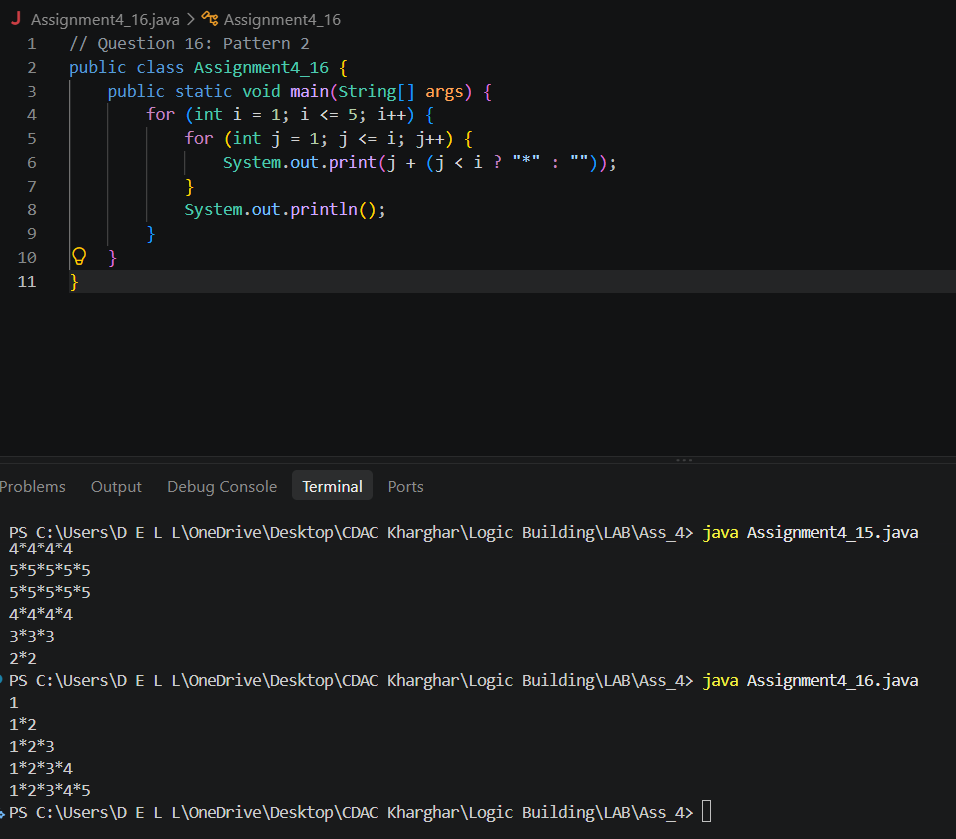 Assignment4_16.java > Assignment4_16
1 // Question 16: Pattern 2
2 public class Assignment4_16 {
3 public static void main(String[] args) {
4 for (int i = 1; i <= 5; i++) {
5 for (int j = 1; j <= i; j++) {
6 System.out.print(j + (j < i ? "*" : ""));
7 }
8 System.out.println();
9 }
10 }
11 }
Problems Output Debug Console Terminal Ports
PS C:\Users\D E L L\OneDrive\Desktop\CDAC Kharghar\Logic Building\LAB\Ass_4> java Assignment4_15.java
4*4*4*4
5*5*5*5*5
5*5*5*5*5
4*4*4*4
3*3*3
2*2
PS C:\Users\D E L L\OneDrive\Desktop\CDAC Kharghar\Logic Building\LAB\Ass_4> java Assignment4_16.java
1
1*2
1*2*3
1*2*3*4
1*2*3*4*5
PS C:\Users\D E L L\OneDrive\Desktop\CDAC Kharghar\Logic Building\LAB\Ass_4>